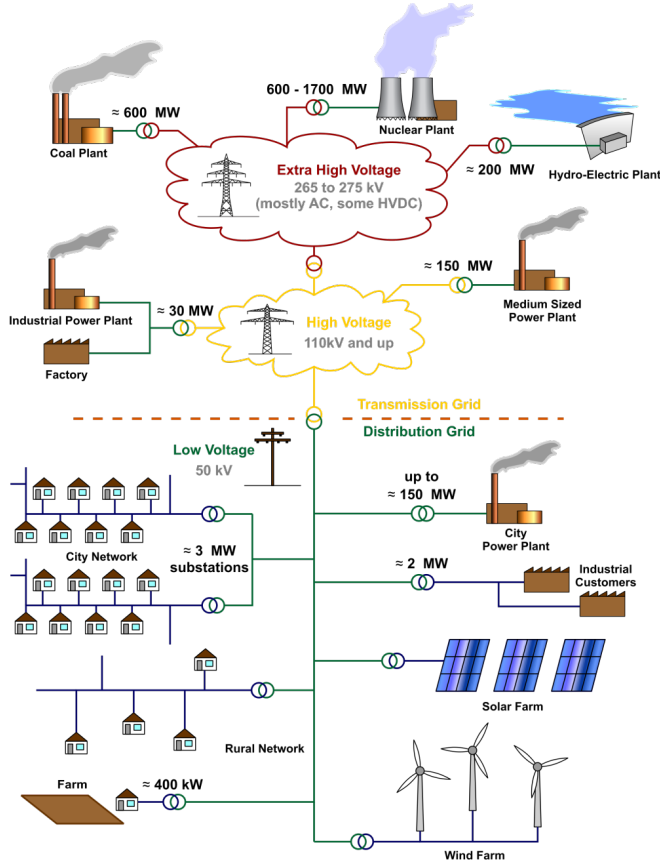 600 - 1700 MW
≈ 600 MW
Nuclear Plant
Coal Plant
Extra High Voltage
265 to 275 kV
(mostly AC, some HVDC)
≈ 200 MW
Hydro-Electric Plant
≈ 150 MW
≈ 30 MW
Medium Sized
Power Plant
Industrial Power Plant
High Voltage
110kV and up
Factory
Transmission Grid
Distribution Grid
Low Voltage
50 kV
up to
≈ 150 MW
City
Power Plant
City Network
≈ 3 MW
substations
≈ 2 MW
Industrial
Customers
Solar Farm
Rural Network
Farm
≈ 400 kW
Wind Farm